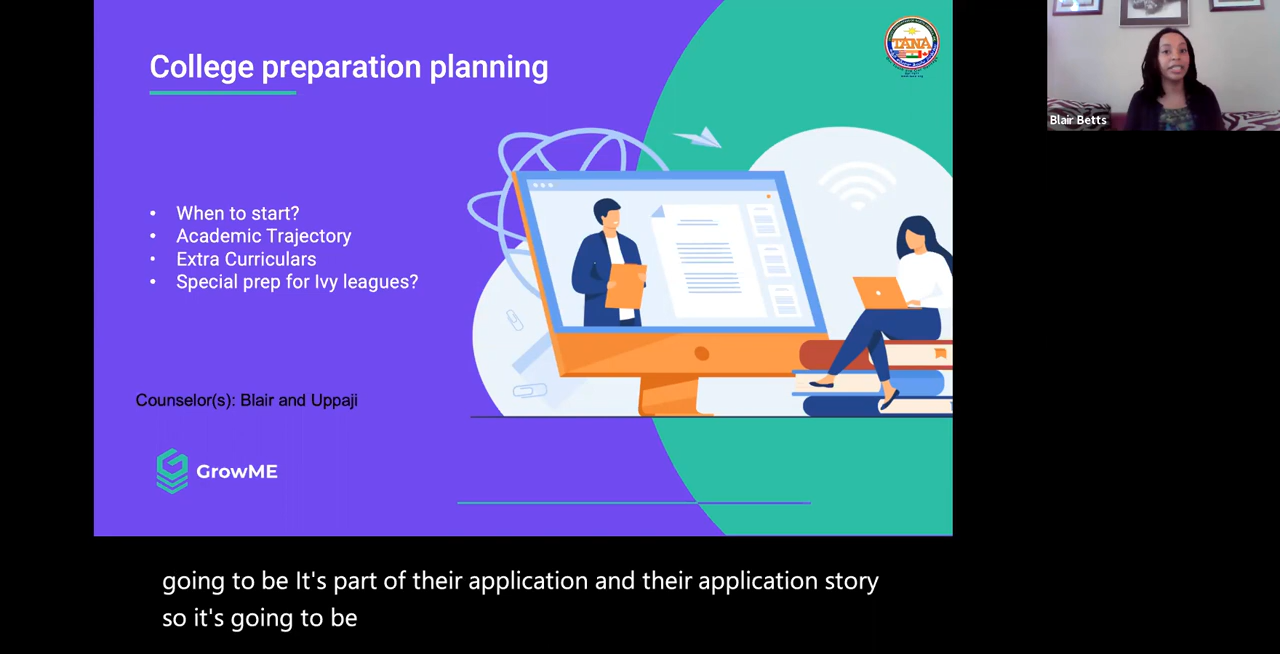 College preparation planning
TANA
Blair Betts
• When to start?
• Academic Trajectory
• Extra Curriculars
• Special prep for Ivy leagues?
Counselor(s): Blair and Uppaji
GrowME
going to be It's part of their application and their application story
so it's going to be